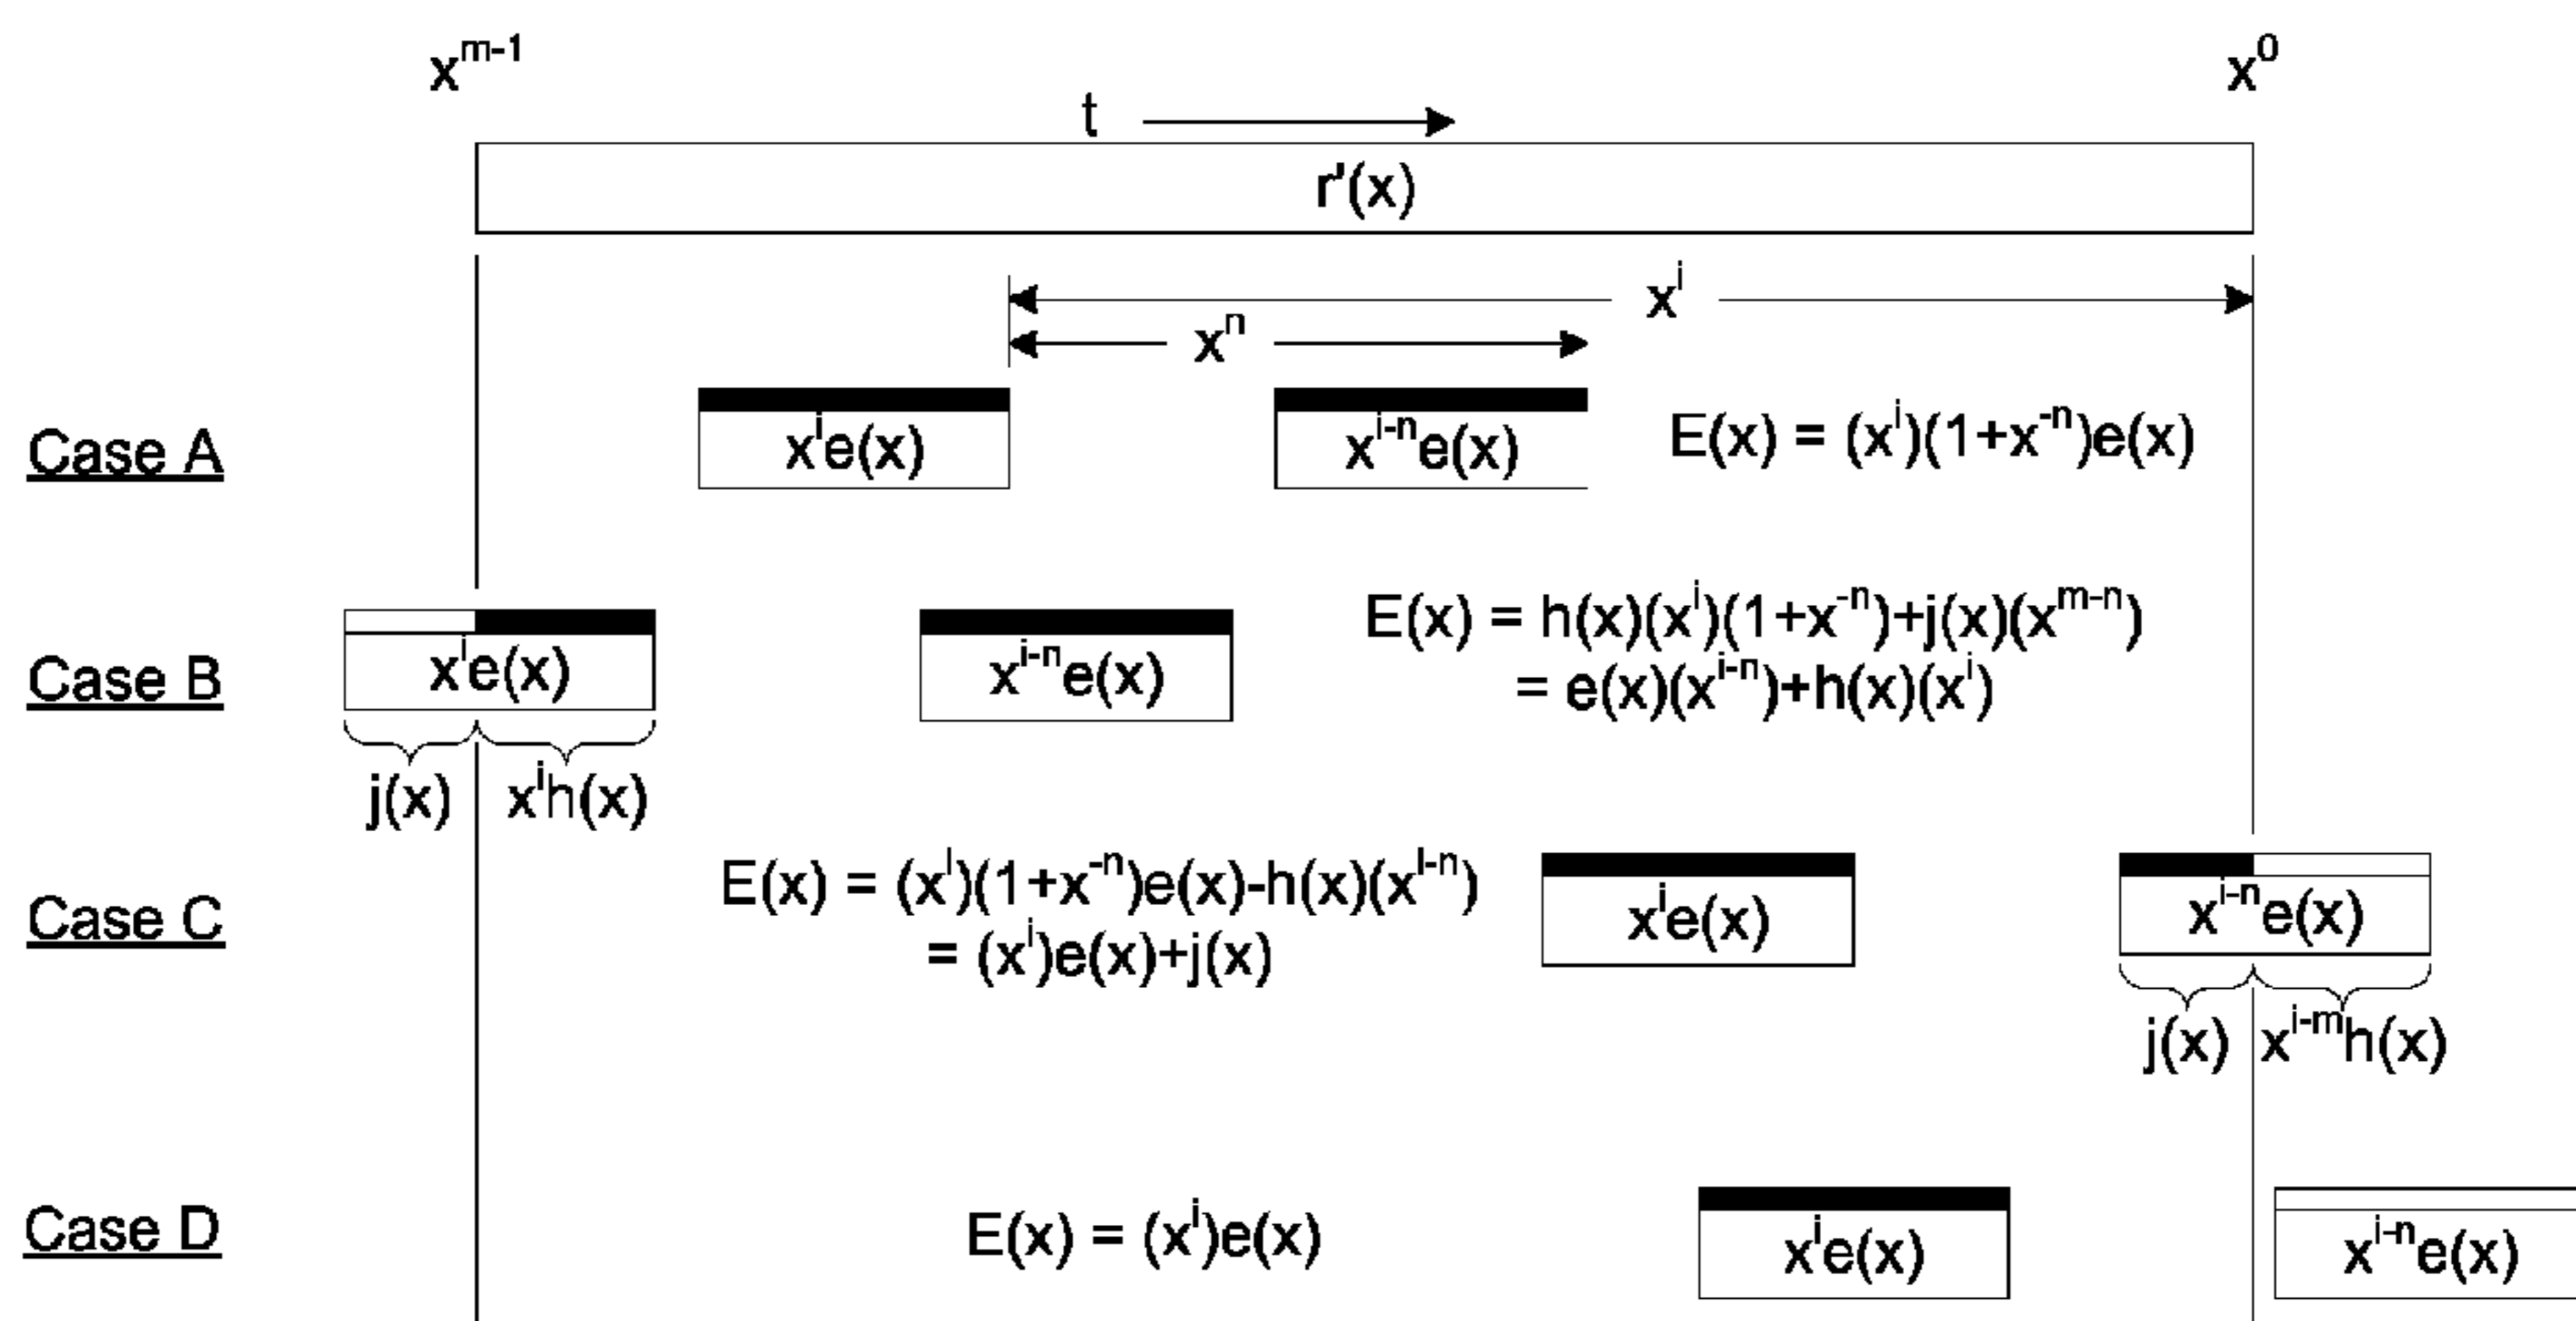 x^{m-1} x^0
t
r'(x)
x^i
x^n
Case A x^i e(x) x^{i-n} e(x) E(x) = (x^i)(1+x^{-n})e(x)
Case B x^i e(x) x^{i-n} e(x) E(x) = h(x)(x^i)(1+x^{-n})+j(x)(x^{m-n})
= e(x)(x^{i-n})+h(x)(x^i)
j(x) x^i h(x)
Case C E(x) = (x^i)(1+x^{-n})e(x)-h(x)(x^{i-n}) x^i e(x) x^{i-n} e(x)
= (x^i)e(x)+j(x)
j(x) x^{i-m} h(x)
Case D E(x) = (x^i)e(x) x^i e(x) x^{i-n} e(x)